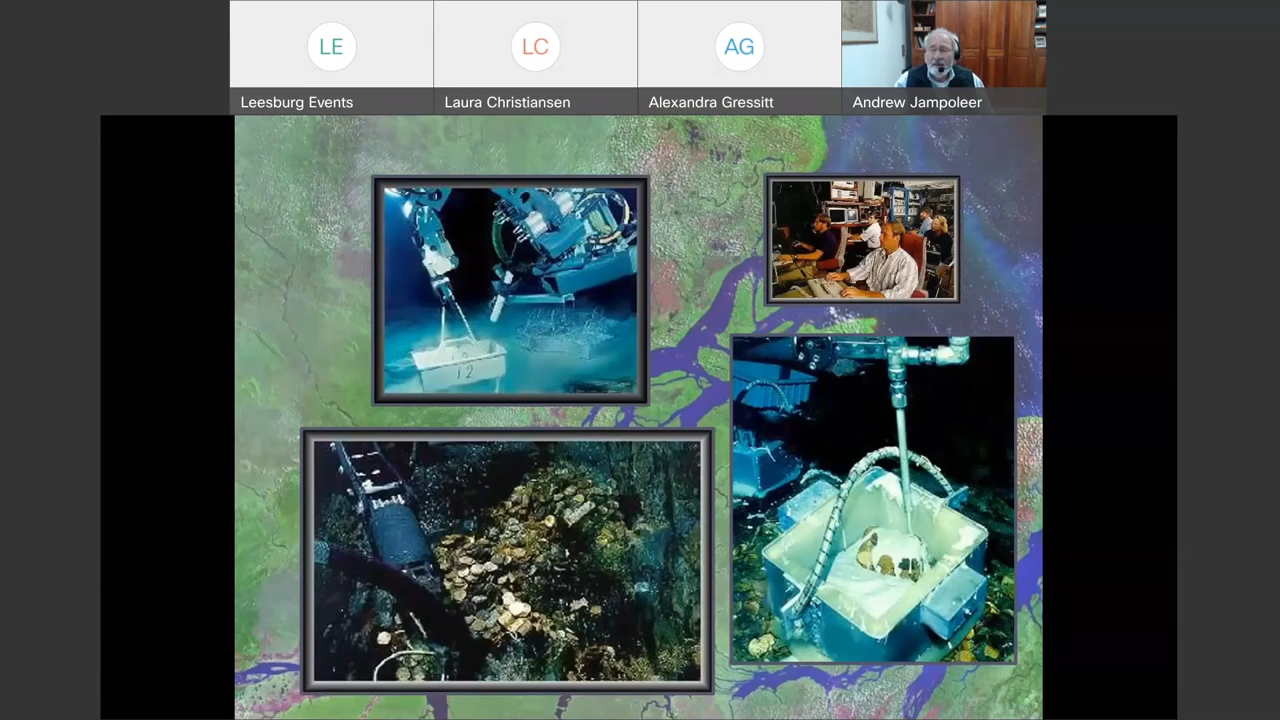 LE
LC
AG
Leesburg Events
Laura Christiansen
Alexandra Gressitt
Andrew Jampoleer
12